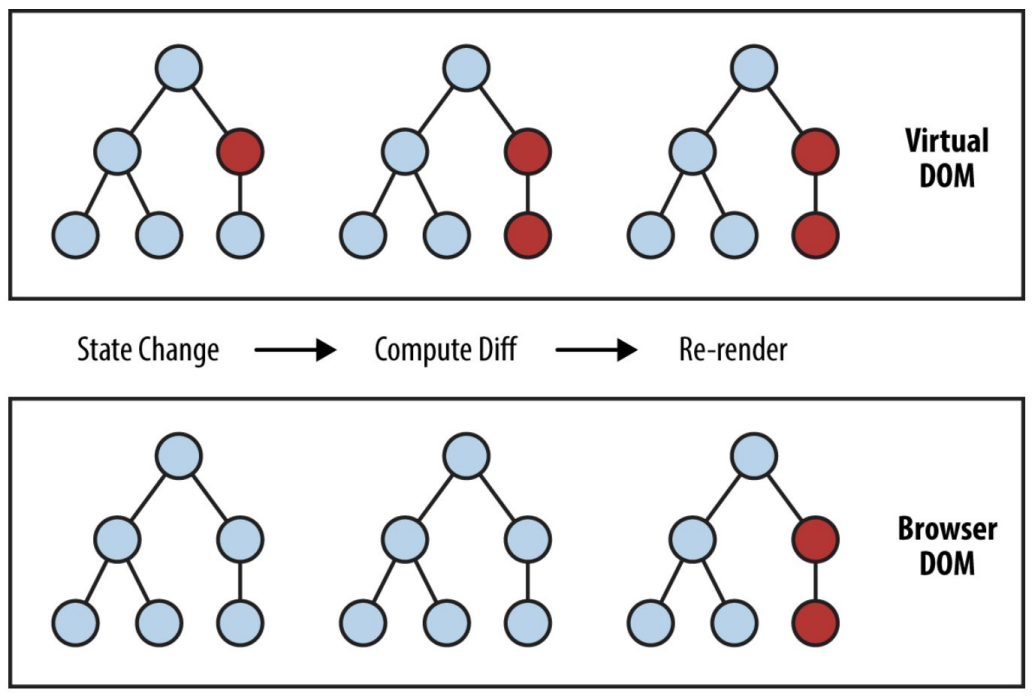 Virtual
DOM
State Change
Compute Diff
Re-render
Browser
DOM